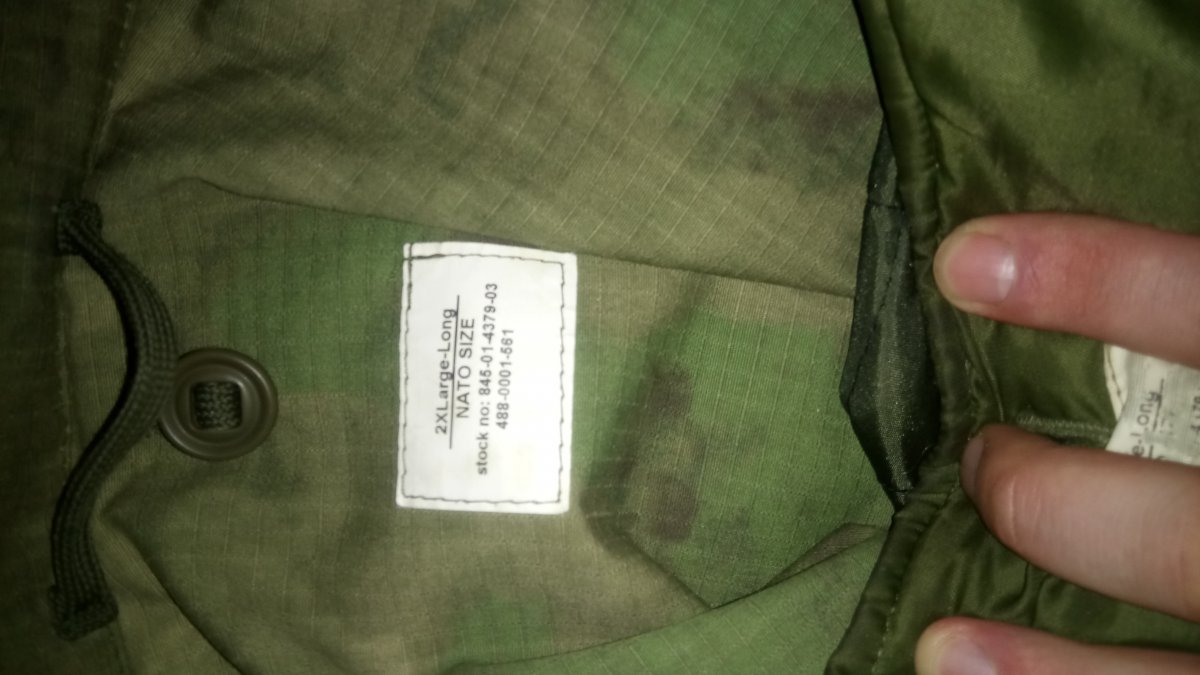 2XLarge-Long
NATO SIZE
stock no: 845-01-4379-03
488-0001-561